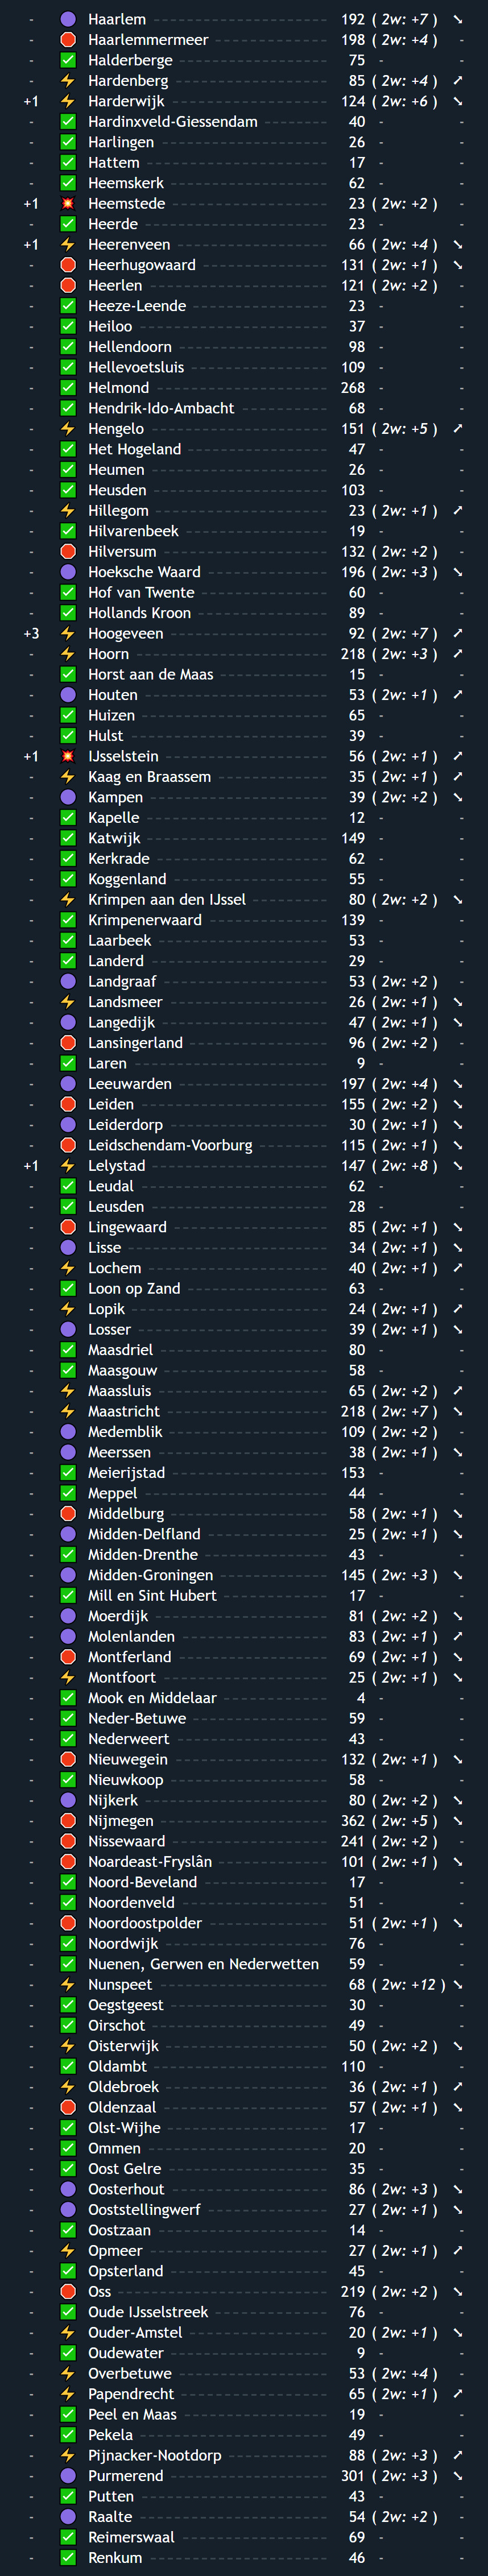 - 🟣 Haarlem 192 ( 2w: +7 ) ➘
- 🛑 Haarlemmermeer 198 ( 2w: +4 ) -
- ✅ Halderberge 75 - -
- ⚡ Hardenberg 85 ( 2w: +4 ) ➚
+1 ⚡ Harderwijk 124 ( 2w: +6 ) ➘
- ✅ Hardinxveld-Giessendam 40 - -
- ✅ Harlingen 26 - -
- ✅ Hattem 17 - -
- ✅ Heemskerk 62 - -
+1 💥 Heemstede 23 ( 2w: +2 ) -
- ✅ Heerde 23 - -
+1 ⚡ Heerenveen 66 ( 2w: +4 ) ➘
- 🛑 Heerhugowaard 131 ( 2w: +1 ) ➘
- 🛑 Heerlen 121 ( 2w: +2 ) -
- ✅ Heeze-Leende 23 - -
- ✅ Heiloo 37 - -
- ✅ Hellendoorn 98 - -
- ✅ Hellevoetsluis 109 - -
- ✅ Helmond 268 - -
- ✅ Hendrik-Ido-Ambacht 68 - -
- ⚡ Hengelo 151 ( 2w: +5 ) ➚
- ✅ Het Hogeland 47 - -
- ✅ Heumen 26 - -
- ✅ Heusden 103 - -
- ⚡ Hillegom 23 ( 2w: +1 ) ➚
- ✅ Hilvarenbeek 19 - -
- 🛑 Hilversum 132 ( 2w: +2 ) -
- 🟣 Hoeksche Waard 196 ( 2w: +3 ) ➘
- ✅ Hof van Twente 60 - -
- ✅ Hollands Kroon 89 - -
+3 ⚡ Hoogeveen 92 ( 2w: +7 ) ➚
- ⚡ Hoorn 218 ( 2w: +3 ) ➚
- ✅ Horst aan de Maas 15 - -
- 🟣 Houten 53 ( 2w: +1 ) ➚
- ✅ Huizen 65 - -
- ✅ Hulst 39 - -
+1 💥 IJsselstein 56 ( 2w: +1 ) ➚
- ⚡ Kaag en Braassem 35 ( 2w: +1 ) ➚
- 🟣 Kampen 39 ( 2w: +2 ) ➘
- ✅ Kapelle 12 - -
- ✅ Katwijk 149 - -
- ✅ Kerkrade 62 - -
- ✅ Koggenland 55 - -
- ⚡ Krimpen aan den IJssel 80 ( 2w: +2 ) ➘
- ✅ Krimpenerwaard 139 - -
- ✅ Laarbeek 53 - -
- ✅ Landerd 29 - -
- 🟣 Landgraaf 53 ( 2w: +2 ) -
- ⚡ Landsmeer 26 ( 2w: +1 ) ➘
- 🟣 Langedijk 47 ( 2w: +1 ) ➘
- 🛑 Lansingerland 96 ( 2w: +2 ) -
- ✅ Laren 9 - -
- 🟣 Leeuwarden 197 ( 2w: +4 ) ➘
- 🛑 Leiden 155 ( 2w: +2 ) ➘
- 🟣 Leiderdorp 30 ( 2w: +1 ) ➘
- 🛑 Leidschendam-Voorburg 115 ( 2w: +1 ) ➘
+1 ⚡ Lelystad 147 ( 2w: +8 ) ➘
- ✅ Leudal 62 - -
- ✅ Leusden 28 - -
- 🛑 Lingewaard 85 ( 2w: +1 ) ➘
- 🟣 Lisse 34 ( 2w: +1 ) ➘
- ⚡ Lochem 40 ( 2w: +1 ) ➚
- ✅ Loon op Zand 63 - -
- ⚡ Lopik 24 ( 2w: +1 ) ➚
- 🟣 Losser 39 ( 2w: +1 ) ➘
- ✅ Maasdriel 80 - -
- ✅ Maasgouw 58 - -
- ⚡ Maassluis 65 ( 2w: +2 ) ➚
- ⚡ Maastricht 218 ( 2w: +7 ) ➘
- 🟣 Medemblik 109 ( 2w: +2 ) -
- 🟣 Meerssen 38 ( 2w: +1 ) ➘
- ✅ Meierijstad 153 - -
- ✅ Meppel 44 - -
- 🛑 Middelburg 58 ( 2w: +1 ) ➘
- 🟣 Midden-Delfland 25 ( 2w: +1 ) ➘
- ✅ Midden-Drenthe 43 - -
- 🟣 Midden-Groningen 145 ( 2w: +3 ) ➘
- ✅ Mill en Sint Hubert 17 - -
- 🟣 Moerdijk 81 ( 2w: +2 ) ➘
- 🟣 Molenlanden 83 ( 2w: +1 ) ➚
- 🛑 Montferland 69 ( 2w: +1 ) ➘
- ⚡ Montfoort 25 ( 2w: +1 ) ➘
- ✅ Mook en Middelaar 4 - -
- ✅ Neder-Betuwe 59 - -
- ✅ Nederweert 43 - -
- 🛑 Nieuwegein 132 ( 2w: +1 ) ➘
- ✅ Nieuwkoop 58 - -
- 🟣 Nijkerk 80 ( 2w: +2 ) ➘
- 🛑 Nijmegen 362 ( 2w: +5 ) ➘
- 🛑 Nissewaard 241 ( 2w: +2 ) -
- 🛑 Noardeast-Fryslân 101 ( 2w: +1 ) ➘
- ✅ Noord-Beveland 17 - -
- ✅ Noordenveld 51 - -
- 🛑 Noordoostpolder 51 ( 2w: +1 ) ➘
- ✅ Noordwijk 76 - -
- ✅ Nuenen, Gerwen en Nederwetten 59 - -
- ⚡ Nunspeet 68 ( 2w: +12 ) ➘
- ✅ Oegstgeest 30 - -
- ✅ Oirschot 49 - -
- ⚡ Oisterwijk 50 ( 2w: +2 ) ➘
- ✅ Oldambt 110 - -
- ⚡ Oldebroek 36 ( 2w: +1 ) ➚
- 🛑 Oldenzaal 57 ( 2w: +1 ) ➘
- ✅ Olst-Wijhe 17 - -
- ✅ Ommen 20 - -
- ✅ Oost Gelre 35 - -
- 🟣 Oosterhout 86 ( 2w: +3 ) ➘
- 🟣 Ooststellingwerf 27 ( 2w: +1 ) ➘
- ✅ Oostzaan 14 - -
- ⚡ Opmeer 27 ( 2w: +1 ) ➚
- ✅ Opsterland 45 - -
- 🛑 Oss 219 ( 2w: +2 ) ➘
- ✅ Oude IJsselstreek 76 - -
- ⚡ Ouder-Amstel 20 ( 2w: +1 ) ➘
- ✅ Oudewater 9 - -
- ⚡ Overbetuwe 53 ( 2w: +4 ) -
- ⚡ Papendrecht 65 ( 2w: +1 ) ➚
- ✅ Peel en Maas 19 - -
- ✅ Pekela 49 - -
- ⚡ Pijnacker-Nootdorp 88 ( 2w: +3 ) ➚
- 🟣 Purmerend 301 ( 2w: +3 ) ➘
- ✅ Putten 43 - -
- 🟣 Raalte 54 ( 2w: +2 ) -
- ✅ Reimerswaal 69 - -
- ✅ Renkum 46 - -